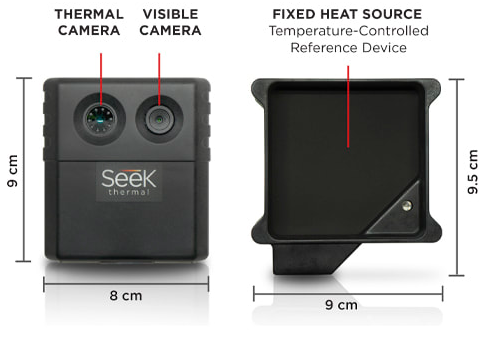 THERMAL
CAMERA
VISIBLE
CAMERA
FIXED HEAT SOURCE
Temperature-Controlled
Reference Device
9 cm
Seek
thermal
8 cm
9.5 cm
9 cm